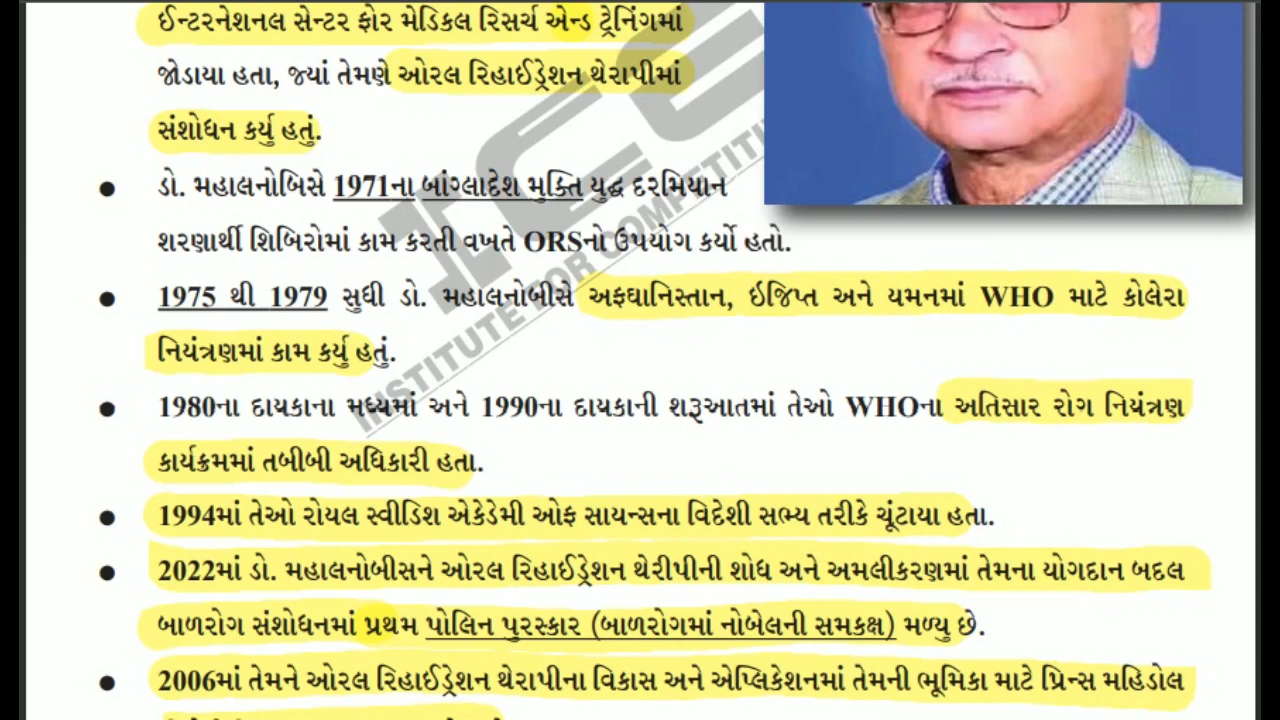 ઈન્ટરનેશનલ સેન્ટર ફોર મેડિકલ રિસર્ચ એન્ડ ટ્રેનિંગમાં
જોડાયા હતા, જ્યાં તેમણે ઓરલ રિહાઈડ્રેશન થેરાપીમાં
સંશોધન કર્યુ હતું.
● ડો. મહાલનોબિસે 1971ના બાંગ્લાદેશ મુક્તિ યુદ્ધ દરમિયાન
શરણાર્થી શિબિરોમાં કામ કરતી વખતે ORSનો ઉપયોગ કર્યો હતો.
● 1975 થી 1979 સુધી ડો. મહાલનોબીસે અફઘાનિસ્તાન, ઇજિપ્ત અને યમનમાં WHO માટે કોલેરા
નિયંત્રણમાં કામ કર્યુ હતું.
● 1980ના દાયકાના મધ્યમાં અને 1990ના દાયકાની શરૂઆતમાં તેઓ WHOના અતિસાર રોગ નિયંત્રણ
કાર્યક્રમમાં તબીબી અધિકારી હતા.
● 1994માં તેઓ રોયલ સ્વીડિશ એકેડેમી ઓફ સાયન્સના વિદેશી સભ્ય તરીકે ચૂંટાયા હતા.
● 2022માં ડો. મહાલનોબીસને ઓરલ રિહાઈડ્રેશન થેરીપીની શોધ અને અમલીકરણમાં તેમના યોગદાન બદલ
બાળરોગ સંશોધનમાં પ્રથમ પોલિન પુરસ્કાર (બાળરોગમાં નોબેલની સમકક્ષ) મળ્યુ છે.
● 2006માં તેમને ઓરલ રિહાઈડ્રેશન થેરાપીના વિકાસ અને એપ્લિકેશનમાં તેમની ભૂમિકા માટે પ્રિન્સ મહિડોલ
ICE
INSTITUTE FOR COMPETITI